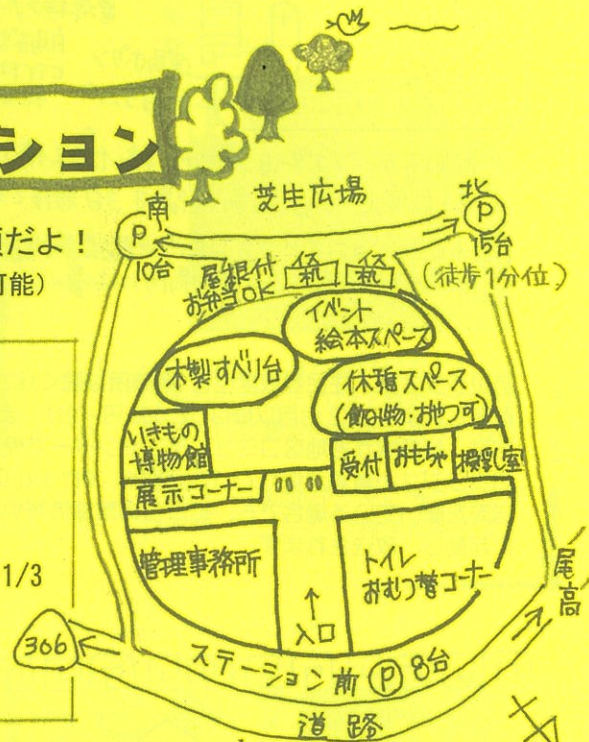 ション
だよ！
可能）
1/3
芝生広場
南
P
10台
北
P
15台
（徒歩1分位）
屋根付
お弁当OK
イベント
絵本スペース
木製すべり台
休憩スペース
（飲み物・おやつ可）
いきもの
博物館
受付
おもちゃ
授乳室
展示コーナー
管理事務所
トイレ
おむつ替コーナー
↑
入口
尾高
306
ステーション前 P 8台
道路